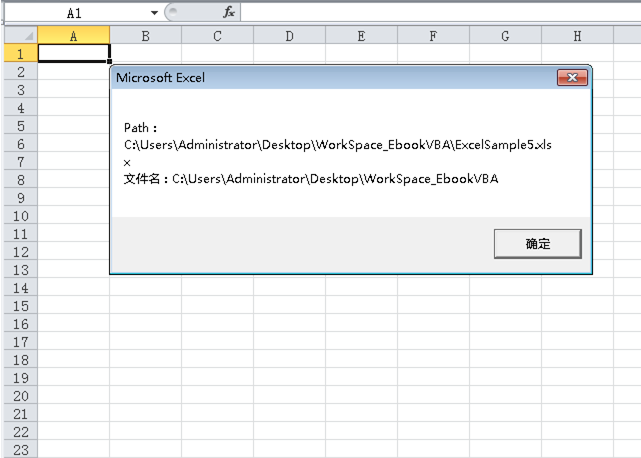 A1
fx
A B C D E F G H
1
2
Microsoft Excel
3
4
5
Path：
6
C:\Users\Administrator\Desktop\WorkSpace_EbookVBA\ExcelSample5.xls
7
x
8
文件名：C:\Users\Administrator\Desktop\WorkSpace_EbookVBA
9
10
11
确定
12
13
14
15
16
17
18
19
20
21
22
23